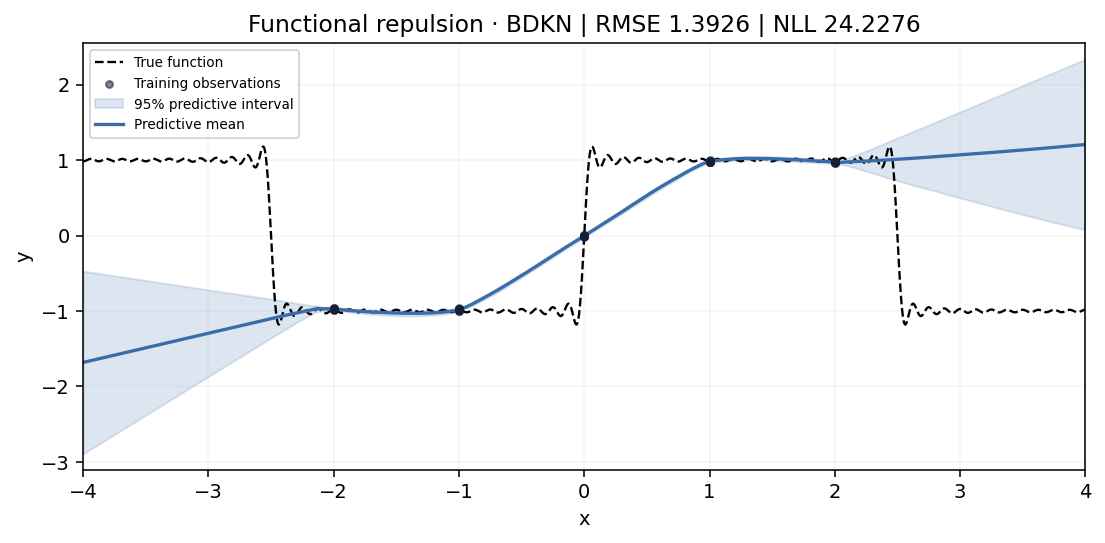 Functional repulsion · BDKN | RMSE 1.3926 | NLL 24.2276
True function
Training observations
95% predictive interval
Predictive mean
y
2
1
0
−1
−2
−3
−4
−3
−2
−1
0
1
2
3
4
x